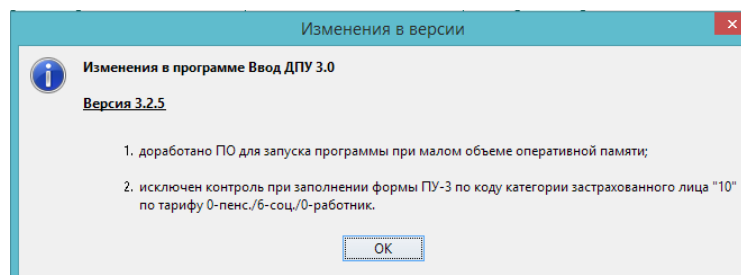 Изменения в версии
Изменения в программе Ввод ДПУ 3.0
Версия 3.2.5
1. доработано ПО для запуска программы при малом объеме оперативной памяти;
2. исключен контроль при заполнении формы ПУ-3 по коду категории застрахованного лица "10"
по тарифу 0-пенс./6-соц./0-работник.
OK